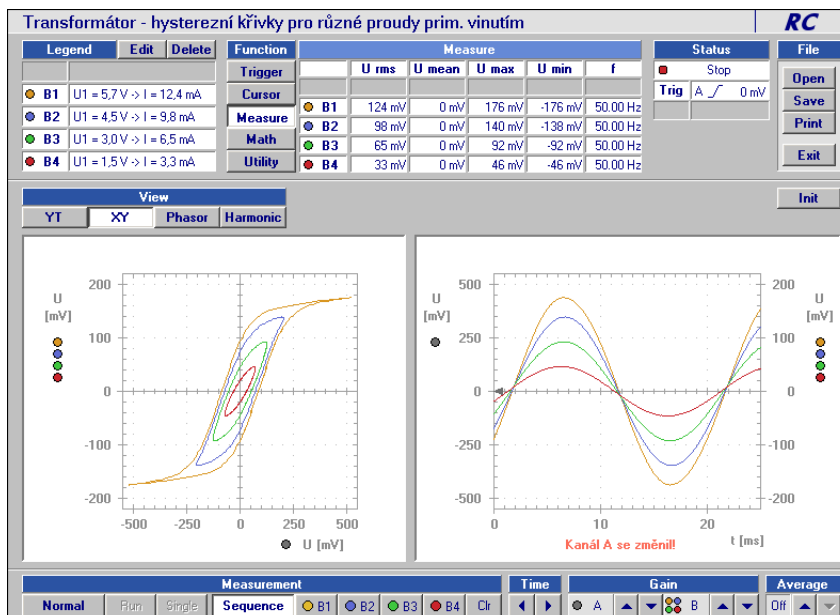 Transformátor - hysterezní křivky pro různé proudy prim. vinutím
RC
Legend Edit Delete
B1 U1 = 5,7 V -> I = 12,4 mA
B2 U1 = 4,5 V -> I = 9,8 mA
B3 U1 = 3,0 V -> I = 6,5 mA
B4 U1 = 1,5 V -> I = 3,3 mA
Function
Trigger
Cursor
Measure
Math
Utility
Measure
U rms U mean U max U min f
B1 124 mV 0 mV 176 mV -176 mV 50.00 Hz
B2 98 mV 0 mV 140 mV -138 mV 50.00 Hz
B3 65 mV 0 mV 92 mV -92 mV 50.00 Hz
B4 33 mV 0 mV 46 mV -46 mV 50.00 Hz
Status
Stop
Trig A 0 mV
File
Open
Save
Print
Exit
Init
View
YT XY Phasor Harmonic
U
[mV]
200
100
0
-100
-200
-500 -250 0 250 500
U [mV]
U
[mV]
500
250
0
-250
-500
200
100
0
-100
-200
U
[mV]
0 10 20
t [ms]
Kanál A se změnil!
Measurement
Normal Run Single Sequence B1 B2 B3 B4 Clr
Time
Gain
A B
Average
Off